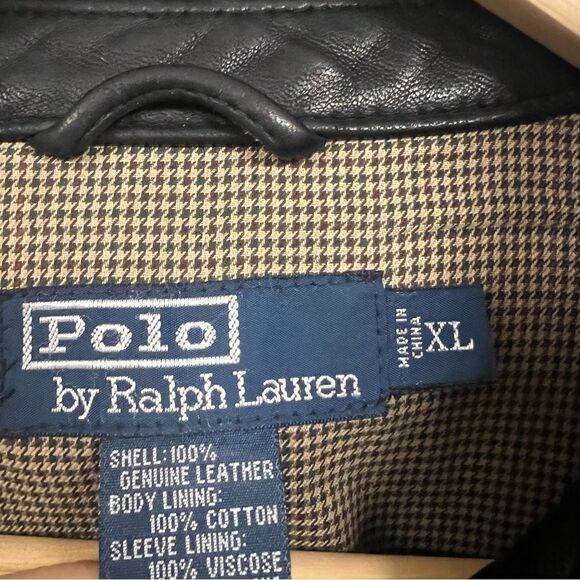 Polo
by Ralph Lauren
MADE IN
CHINA
XL
SHELL: 100%
GENUINE LEATHER
BODY LINING:
100% COTTON
SLEEVE LINING:
100% VISCOSE